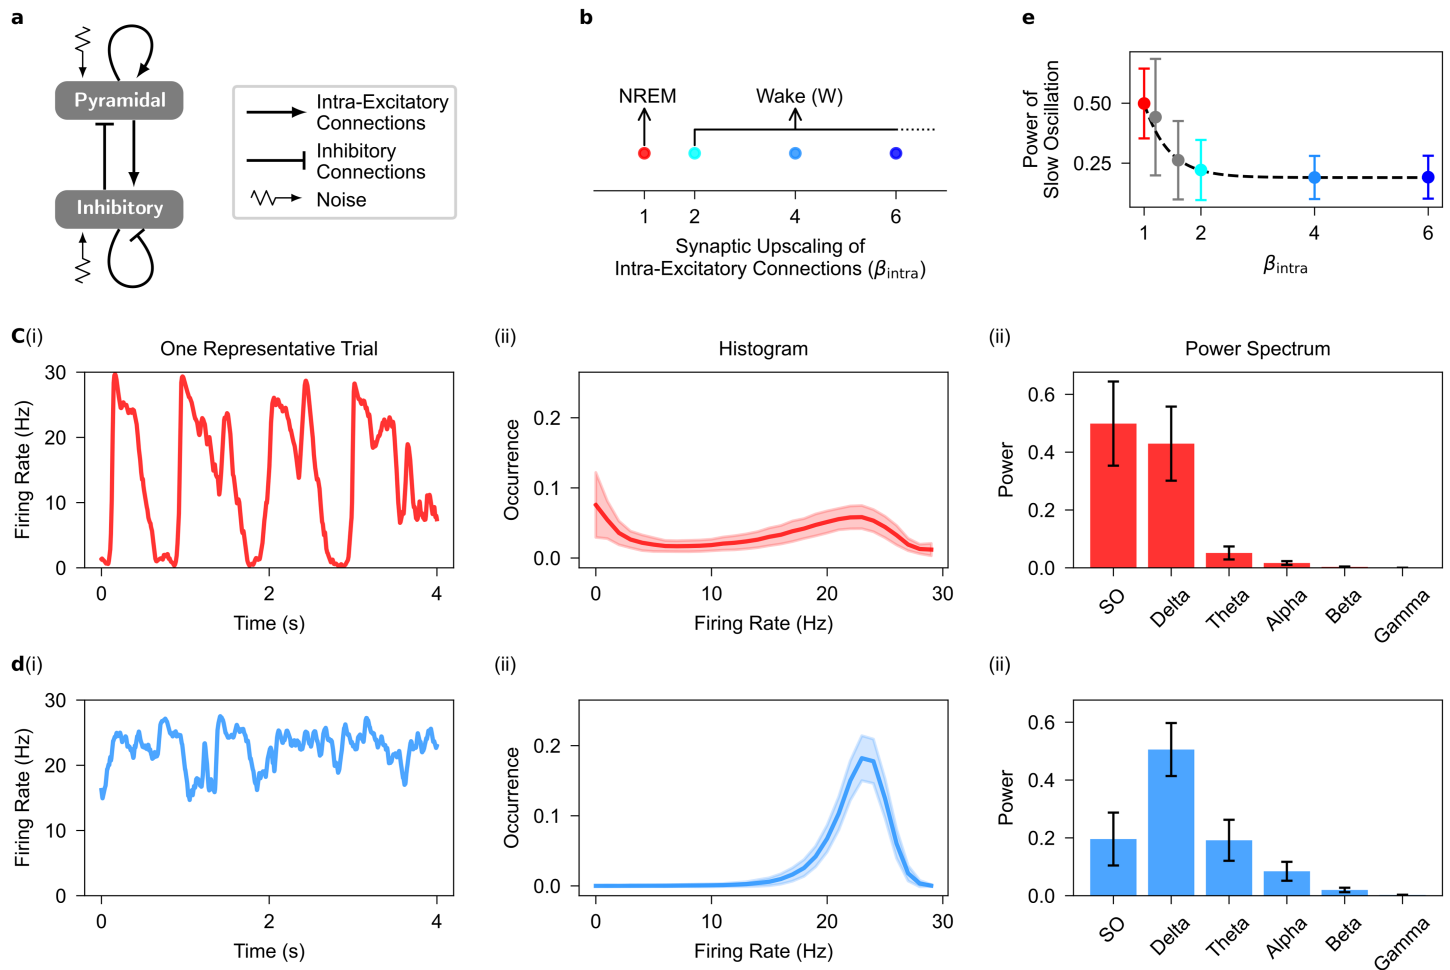 a
Pyramidal
Inhibitory
Intra-Excitatory
Connections
Inhibitory
Connections
Noise
b
NREM
Wake (W)
1 2 4 6
Synaptic Upscaling of
Intra-Excitatory Connections (βintra)
e
Power of
Slow Oscillation
0.50
0.25
1 2 4 6
βintra
C(i)
One Representative Trial
Firing Rate (Hz)
30
20
10
0
0 2 4
Time (s)
(ii)
Histogram
Occurrence
0.2
0.1
0.0
0 10 20 30
Firing Rate (Hz)
(ii)
Power Spectrum
Power
0.6
0.4
0.2
0.0
SO Delta Theta Alpha Beta Gamma
d(i)
Firing Rate (Hz)
30
20
10
0
0 2 4
Time (s)
(ii)
Occurrence
0.2
0.1
0.0
0 10 20 30
Firing Rate (Hz)
(ii)
Power
0.6
0.4
0.2
0.0
SO Delta Theta Alpha Beta Gamma